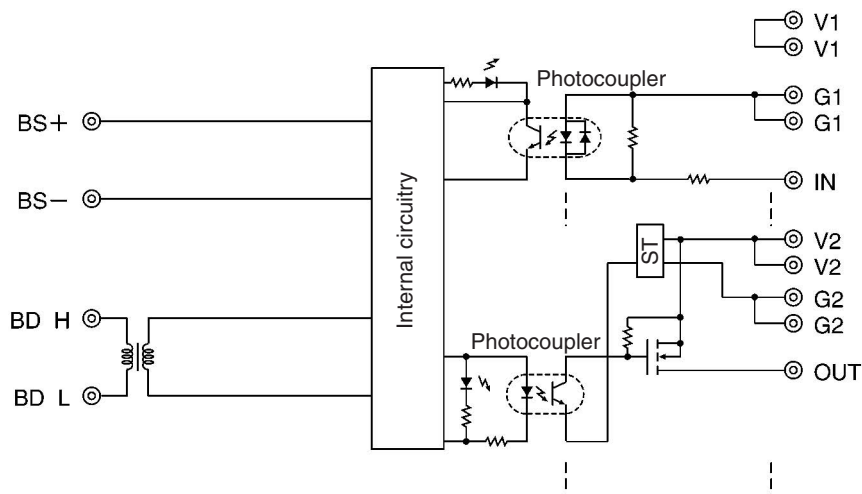 V1
V1
Photocoupler
G1
G1
BS+
IN
BS−
Internal circuitry
ST
V2
V2
G2
G2
BD H
Photocoupler
OUT
BD L